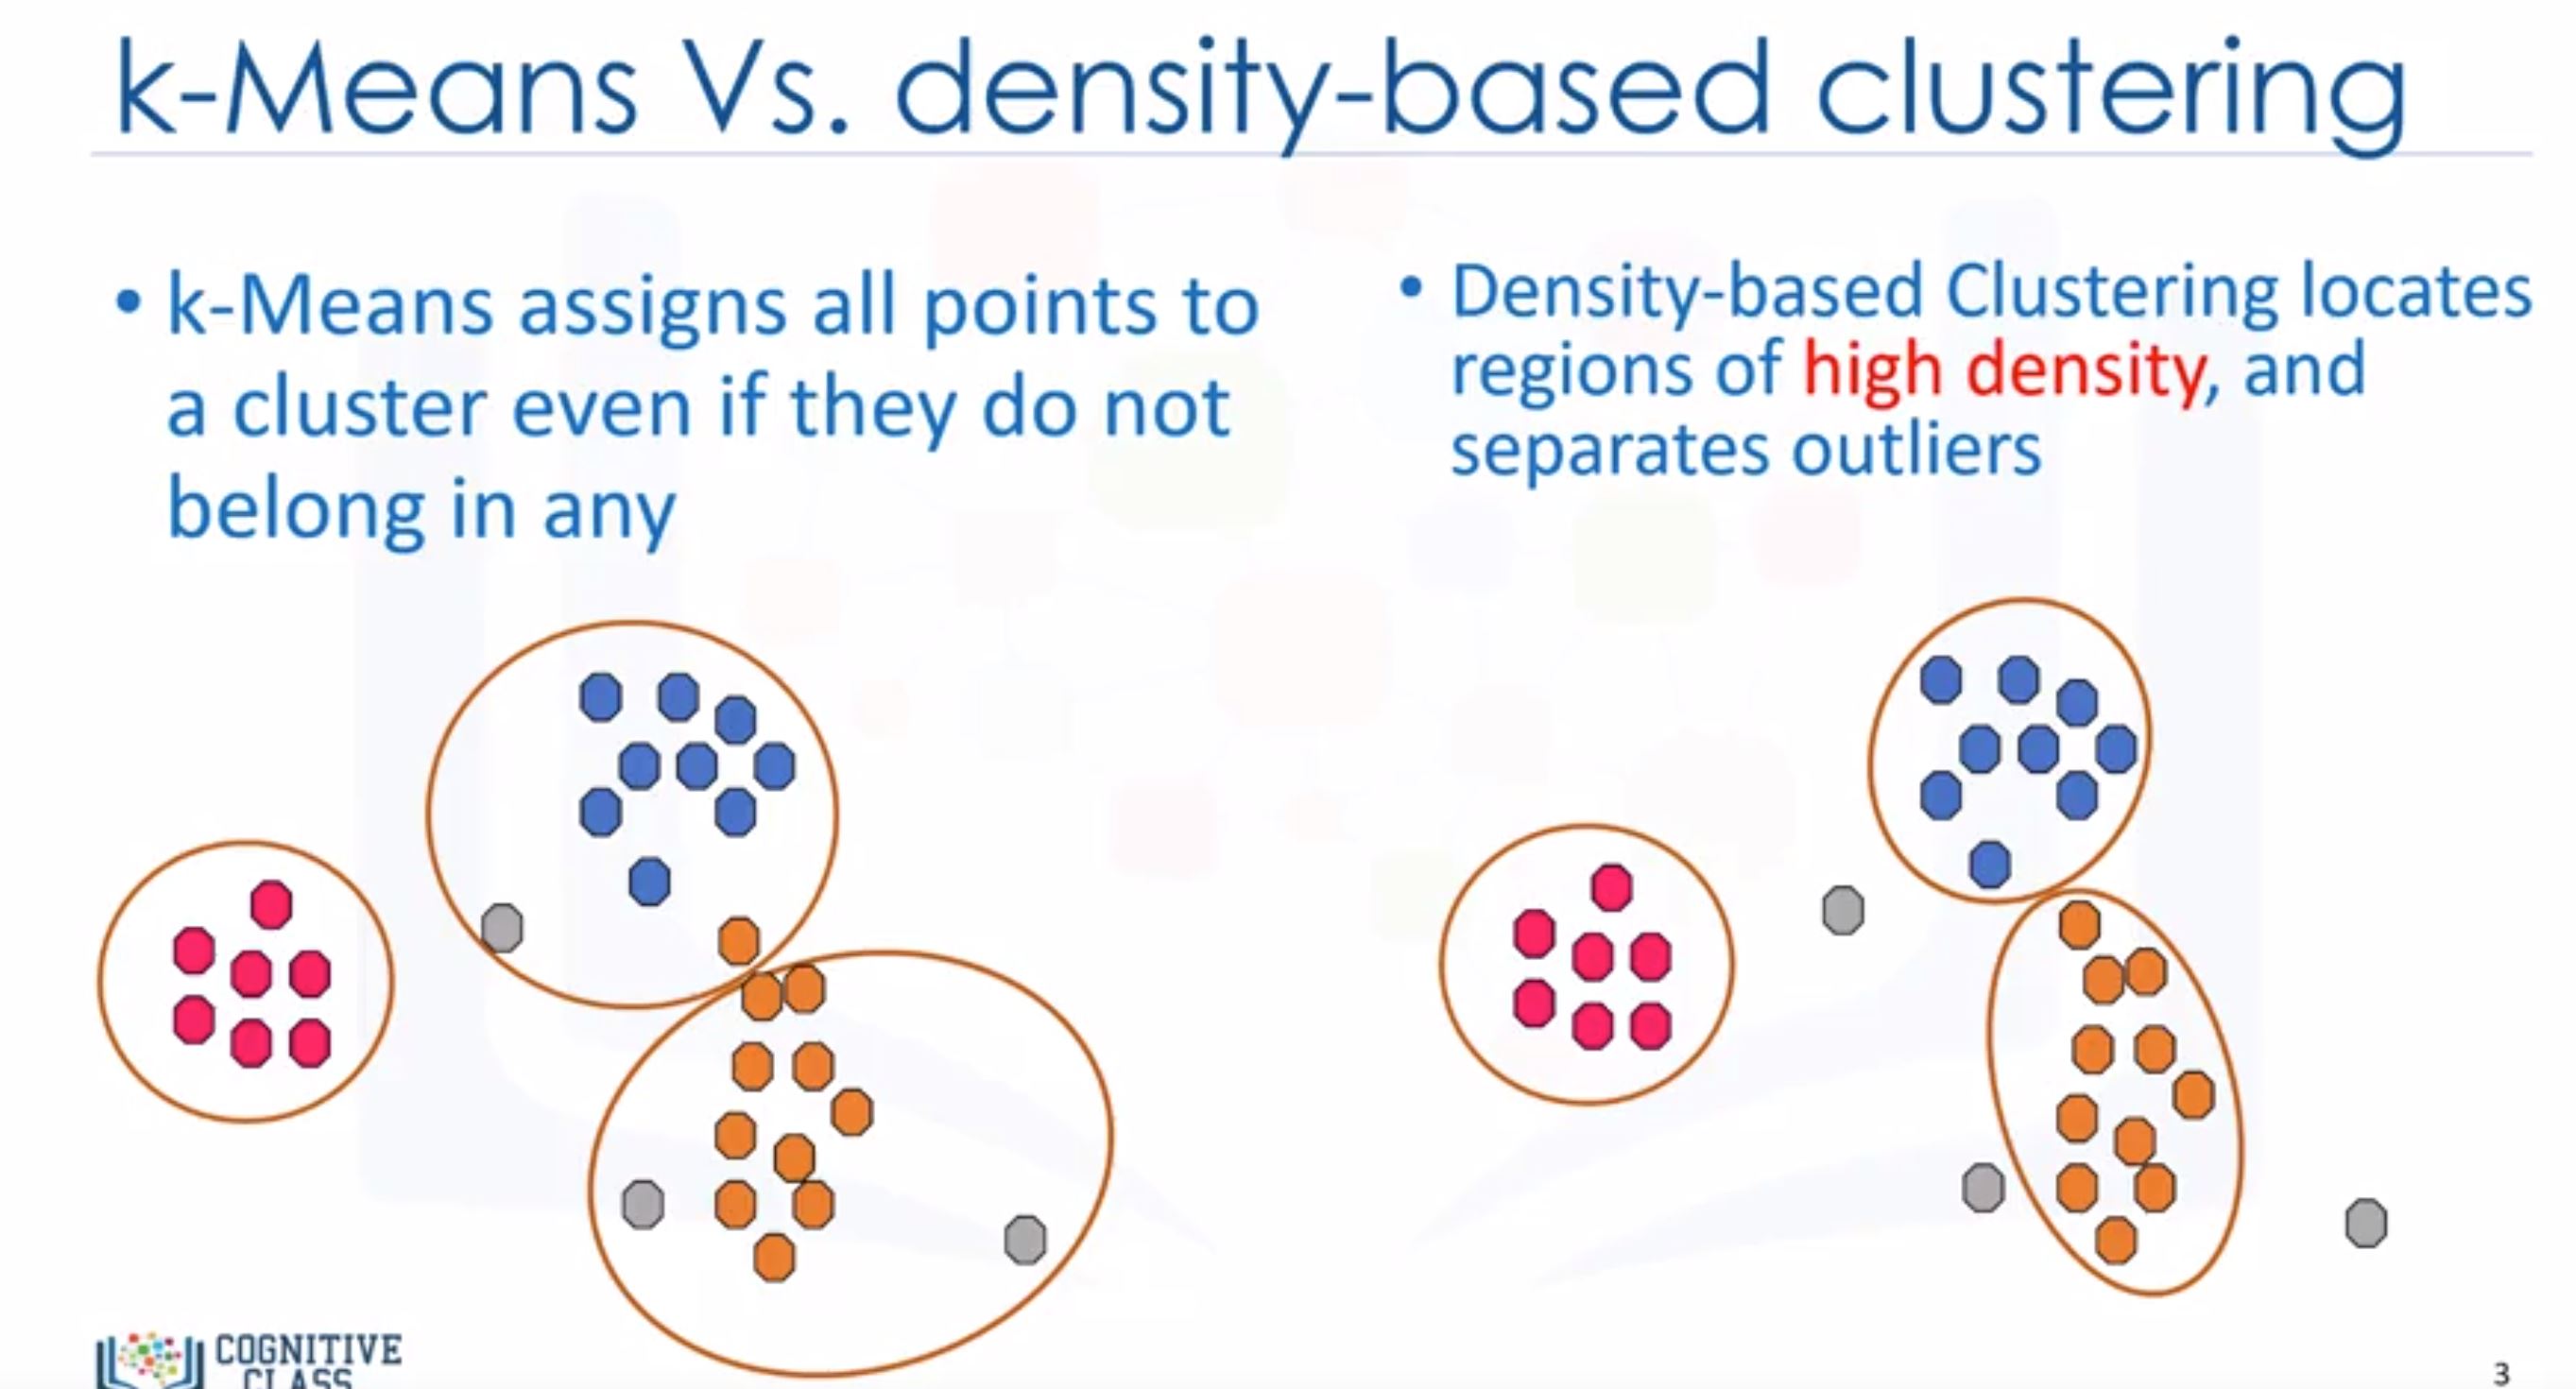 k-Means Vs. density-based clustering
• k-Means assigns all points to
a cluster even if they do not
belong in any
• Density-based Clustering locates
regions of high density, and
separates outliers
COGNITIVE
CLASS
3